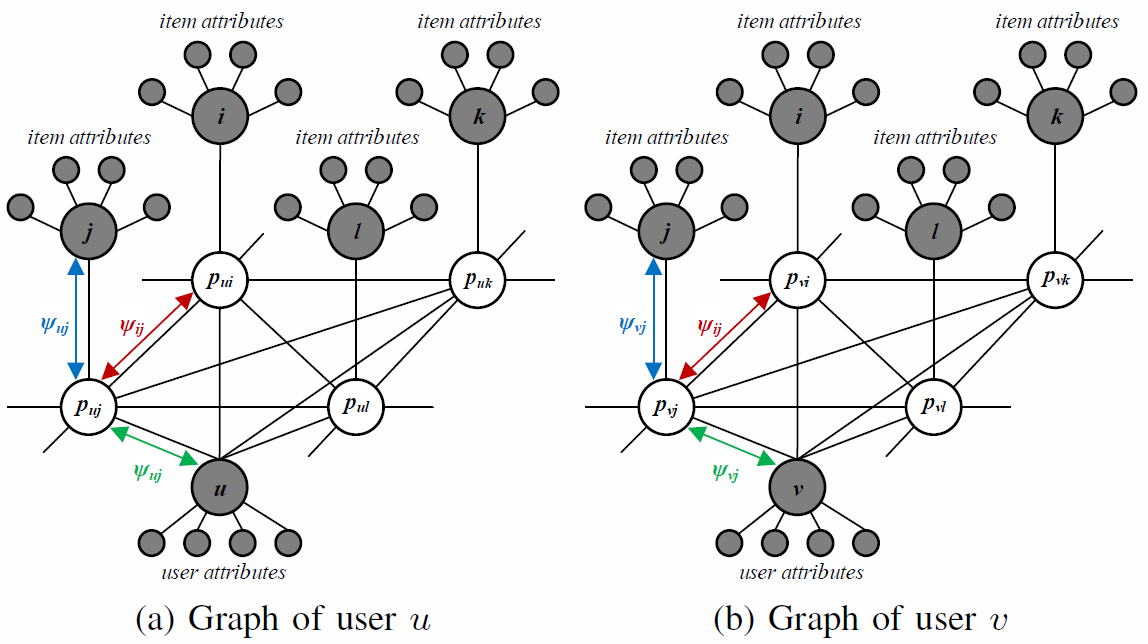 item attributes
item attributes
i
k
item attributes
item attributes
j
l
p_ui
p_uk
ψ_uj
ψ_ij
p_uj
p_ul
ψ_uj
u
user attributes
(a) Graph of user u
item attributes
item attributes
i
k
item attributes
item attributes
j
l
p_vi
p_vk
ψ_vj
ψ_ij
p_vj
p_vl
ψ_vj
v
user attributes
(b) Graph of user v